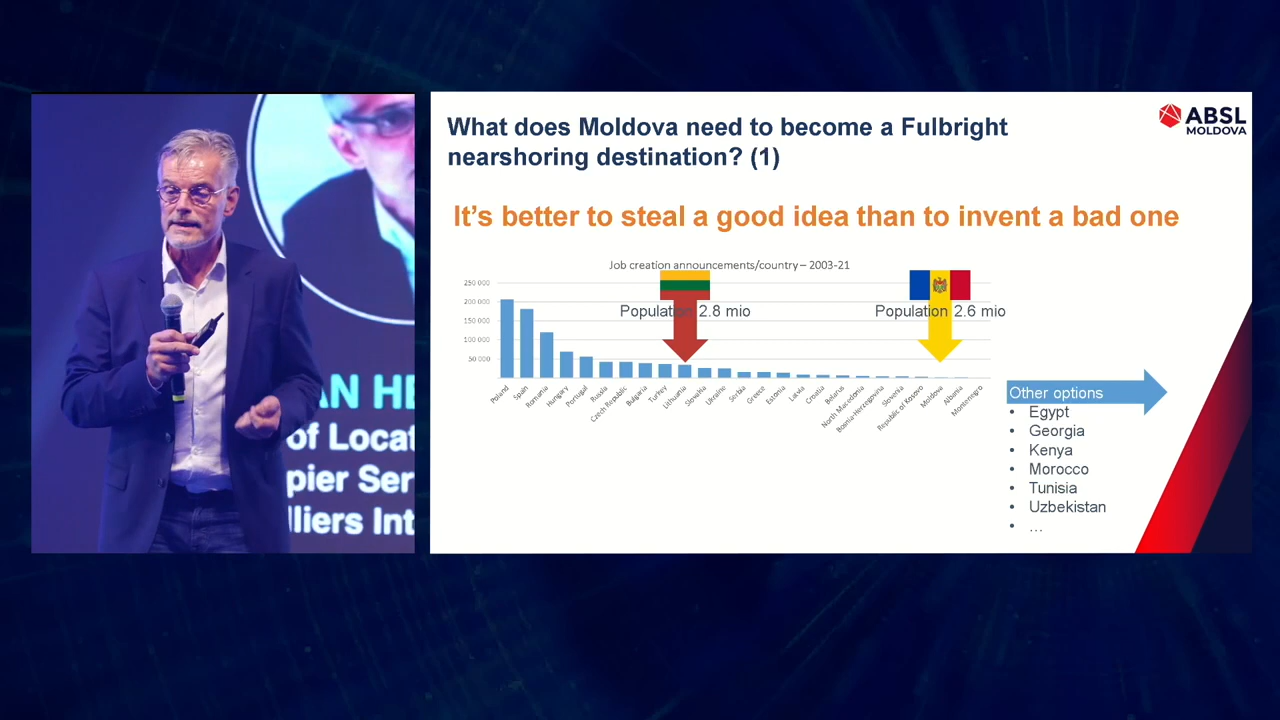 AN HE
of Locat
pier Ser
lliers Int
What does Moldova need to become a Fulbright
nearshoring destination? (1)
ABSL
MOLDOVA
It's better to steal a good idea than to invent a bad one
Job creation announcements/country – 2003-21
250 000
200 000
150 000
100 000
50 000
Population 2.8 mio
Population 2.6 mio
Poland
Spain
Romania
Hungary
Portugal
Russia
Czech Republic
Bulgaria
Turkey
Lithuania
Slovakia
Ukraine
Serbia
Greece
Estonia
Latvia
Croatia
Belarus
North Macedonia
Bosnia-Herzegovina
Slovenia
Republic of Kosovo
Moldova
Albania
Montenegro
Other options
• Egypt
• Georgia
• Kenya
• Morocco
• Tunisia
• Uzbekistan
• ...